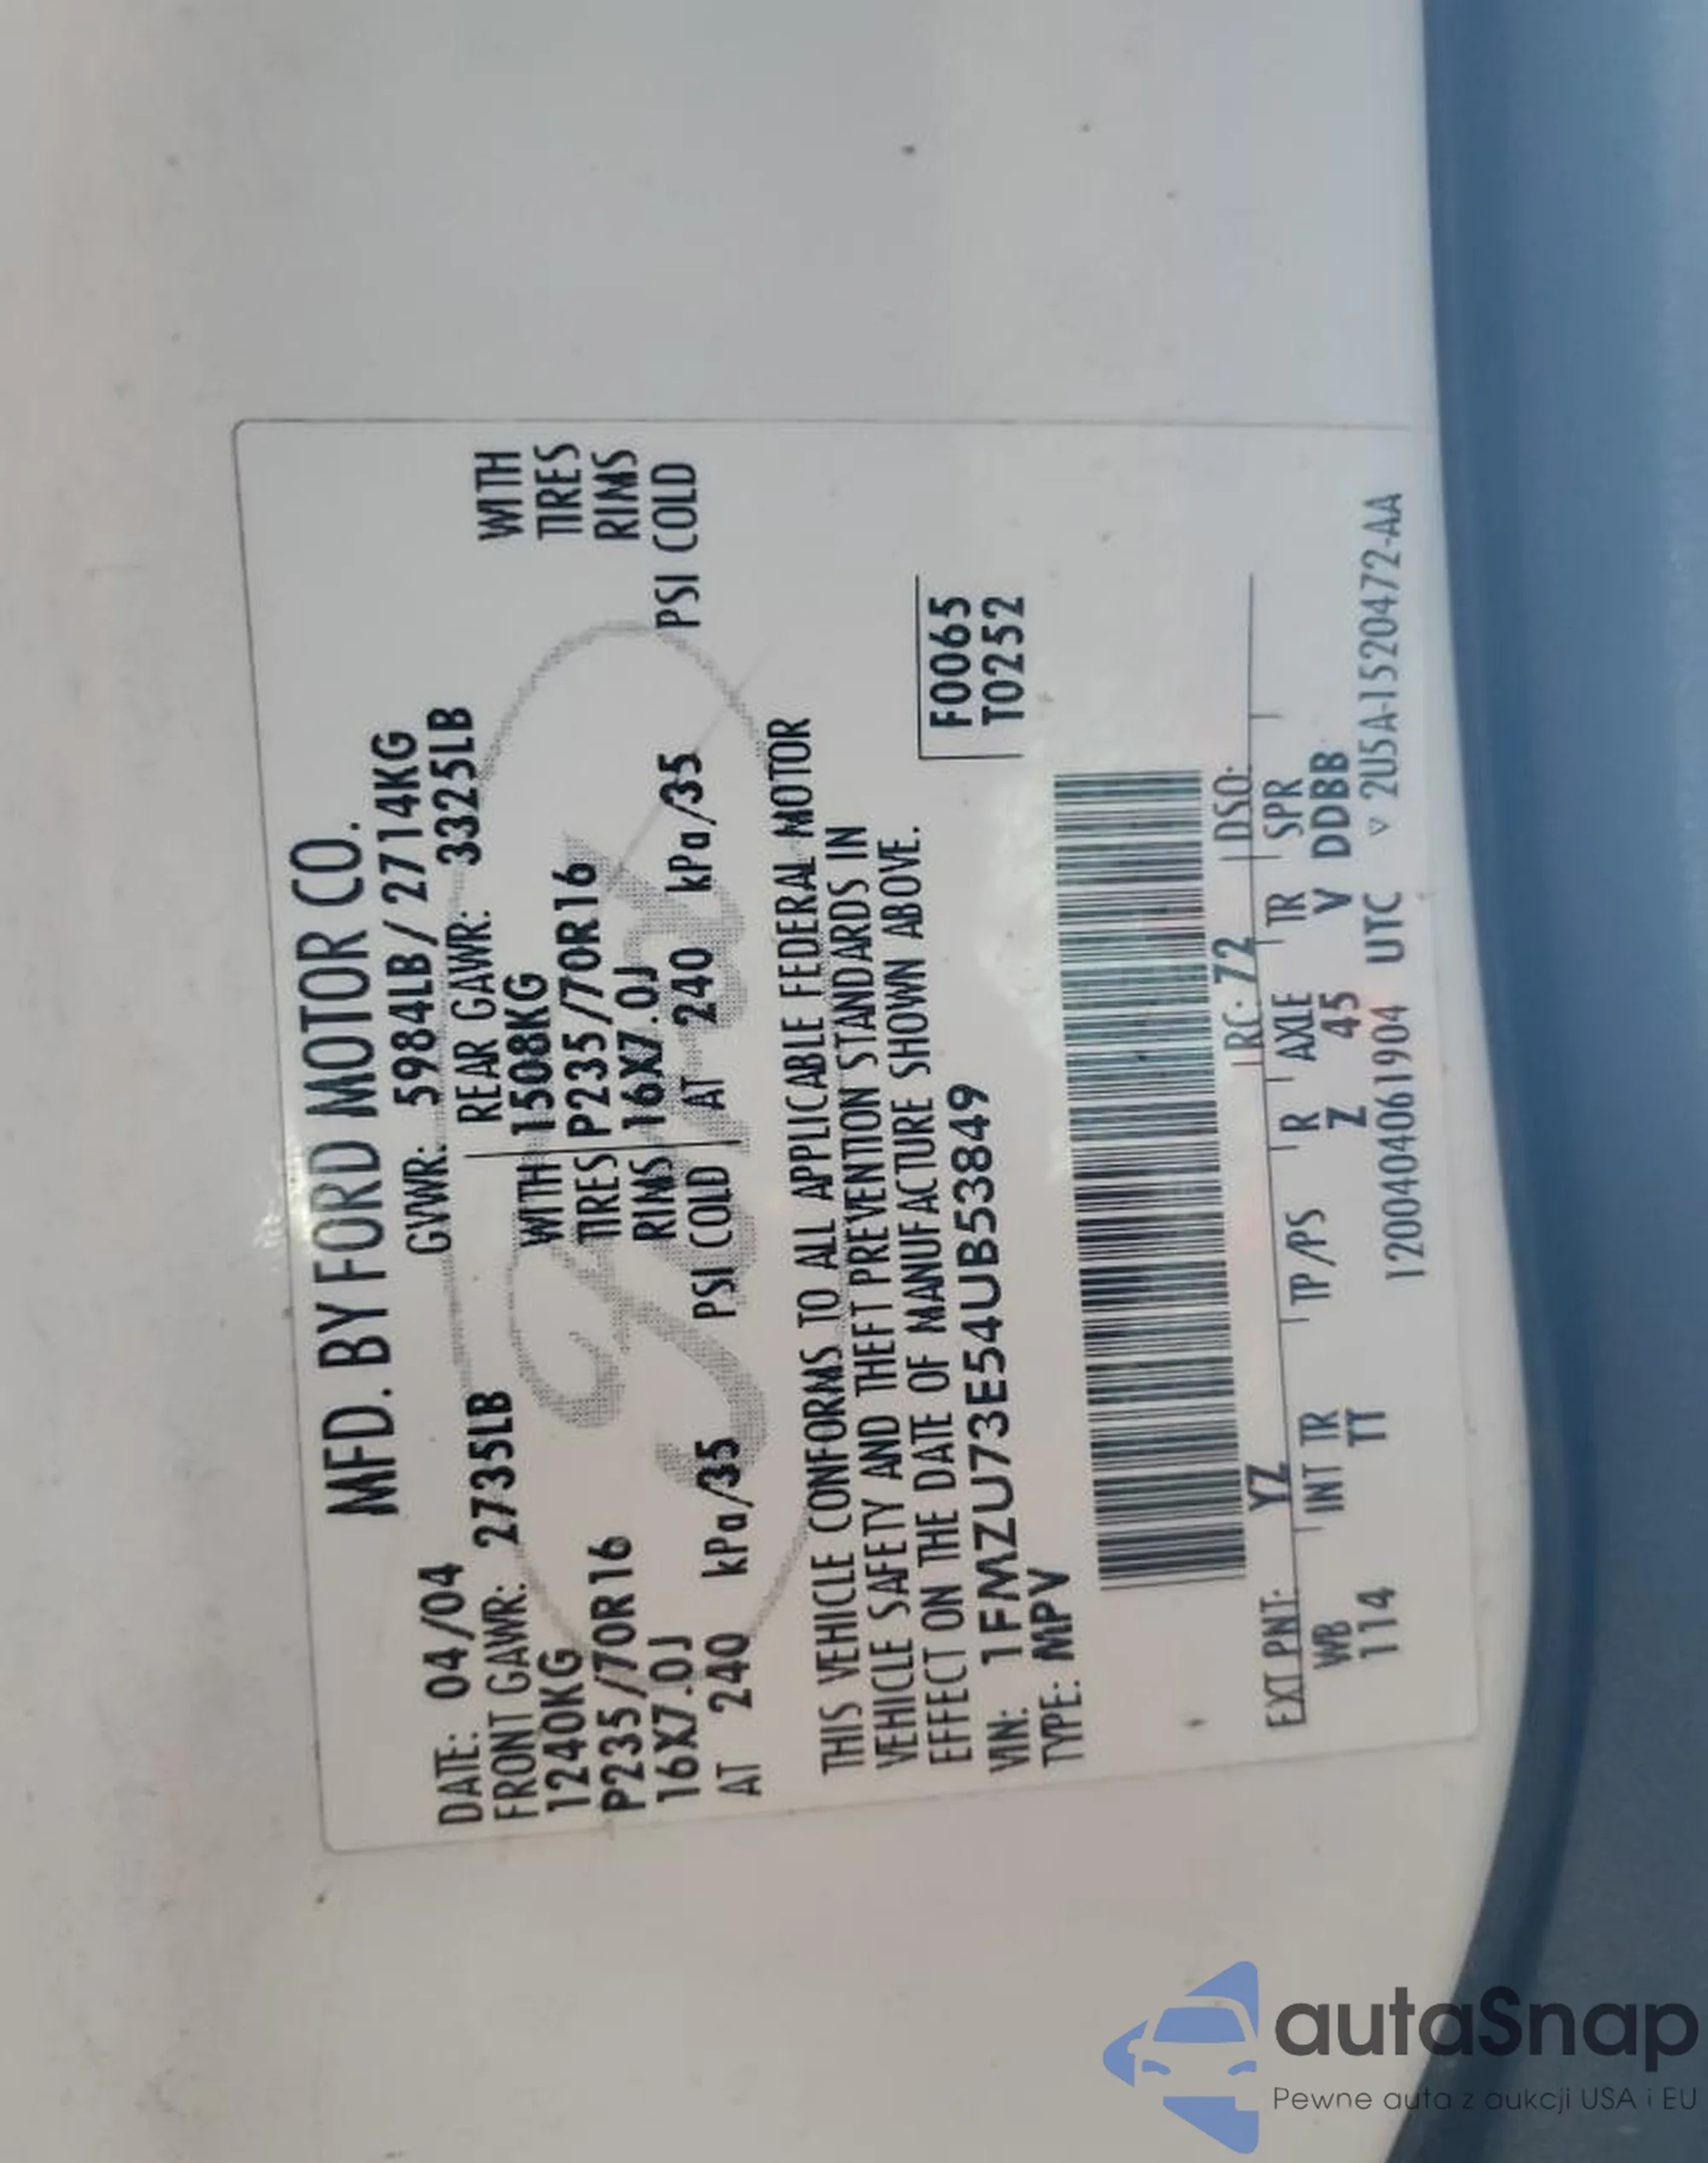 MFD. BY FORD MOTOR CO.
DATE: 04/04 GVWR: 5984LB/2714KG
FRONT GAWR: 2735LB REAR GAWR: 3325LB
1240KG WITH 1508KG WITH
P235/70R16 TIRES P235/70R16 TIRES
16X7.0J RIMS 16X7.0J RIMS
AT 240 kPa/35 PSI COLD AT 240 kPa/35 PSI COLD
THIS VEHICLE CONFORMS TO ALL APPLICABLE FEDERAL MOTOR
VEHICLE SAFETY AND THEFT PREVENTION STANDARDS IN
EFFECT ON THE DATE OF MANUFACTURE SHOWN ABOVE.
VIN: 1FMZU73E54UB53849 F0065
TYPE: MPV T0252
EXT PNT: YZ RC: 72 DSO:
WB INT TR TP/PS R AXLE TR SPR
114 TT Z 45 V DDBB
1200404061904 UTC ▽ 2U5A-1520472-AA
autaSnap
Pewne auta z aukcji USA i EU